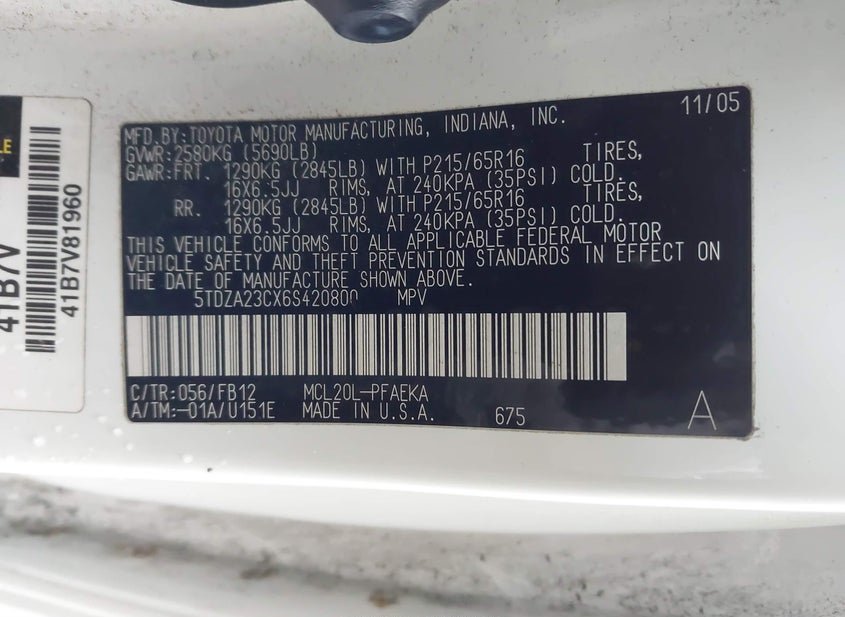 LE
41B7V
41B7V81960
11/05
MFD.BY:TOYOTA MOTOR MANUFACTURING, INDIANA, INC.
GVWR:2580KG (5690LB)
GAWR:FRT. 1290KG (2845LB) WITH P215/65R16 TIRES,
16X6.5JJ RIMS, AT 240KPA (35PSI) COLD.
RR. 1290KG (2845LB) WITH P215/65R16 TIRES,
16X6.5JJ RIMS, AT 240KPA (35PSI) COLD.
THIS VEHICLE CONFORMS TO ALL APPLICABLE FEDERAL MOTOR
VEHICLE SAFETY AND THEFT PREVENTION STANDARDS IN EFFECT ON
THE DATE OF MANUFACTURE SHOWN ABOVE.
5TDZA23CX6S420800 MPV
C/TR:056/FB12 MCL20L-PFAEKA
A/TM:-01A/U151E MADE IN U.S.A. 675 A